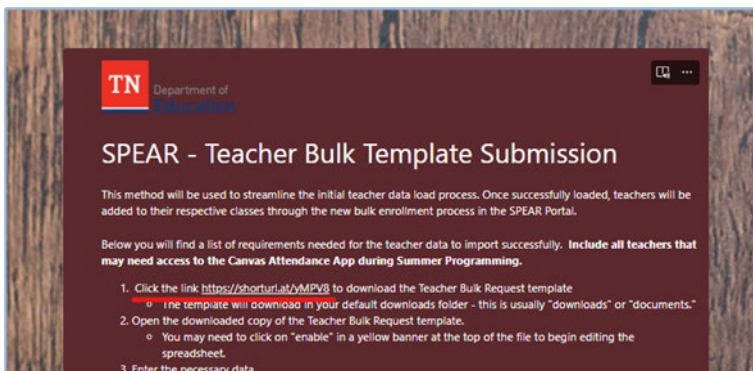 TN
Department of
Education
SPEAR - Teacher Bulk Template Submission
This method will be used to streamline the initial teacher data load process. Once successfully loaded, teachers will be
added to their respective classes through the new bulk enrollment process in the SPEAR Portal.
Below you will find a list of requirements needed for the teacher data to import successfully. Include all teachers that
may need access to the Canvas Attendance App during Summer Programming.
1. Click the link https://shorturl.at/yMPV8 to download the Teacher Bulk Request template
The template will download in your default downloads folder - this is usually "downloads" or "documents."
2. Open the downloaded copy of the Teacher Bulk Request template.
You may need to click on "enable" in a yellow banner at the top of the file to begin editing the
spreadsheet.
3. Enter the necessary data